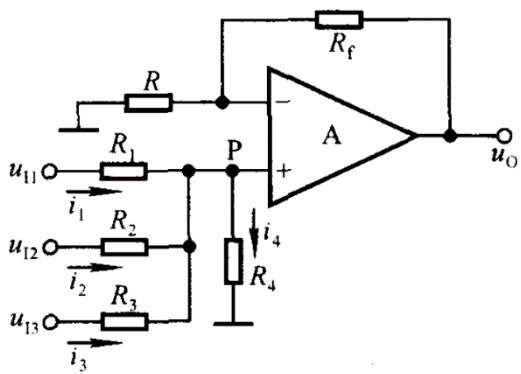 R_f
R
−
A
u_O
R_1
P
+
u_I1
i_1
R_2
i_4
u_I2
i_2
R_4
R_3
u_I3
i_3